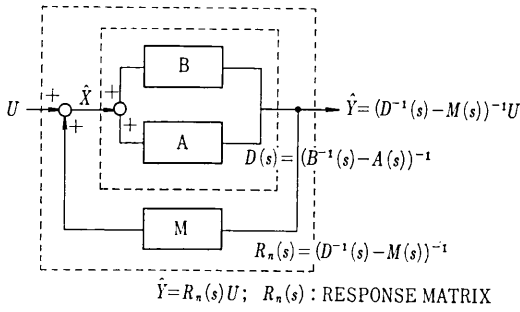 B
+
+
+
U
X̂
+
A
Ŷ=(D⁻¹(s)−M(s))⁻¹U
D(s)=(B⁻¹(s)−A(s))⁻¹
M
Rₙ(s)=(D⁻¹(s)−M(s))⁻¹
Ŷ=Rₙ(s)U; Rₙ(s) : RESPONSE MATRIX